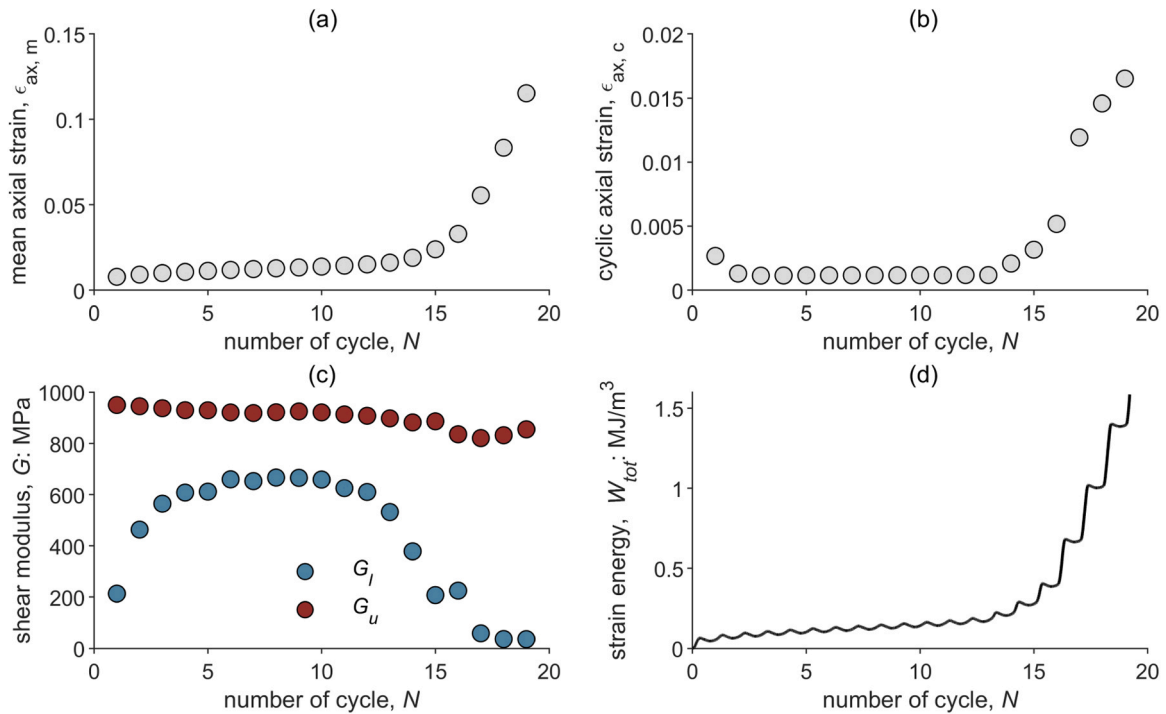 (a)
mean axial strain, ϵax, m
0.15
0.1
0.05
0
0 5 10 15 20
number of cycle, N
(b)
cyclic axial strain, ϵax, c
0.02
0.015
0.01
0.005
0
0 5 10 15 20
number of cycle, N
(c)
shear modulus, G: MPa
1000
800
600
400
200
0
Gl
Gu
0 5 10 15 20
number of cycle, N
(d)
strain energy, Wtot: MJ/m³
1.5
1
0.5
0
0 5 10 15 20
number of cycle, N